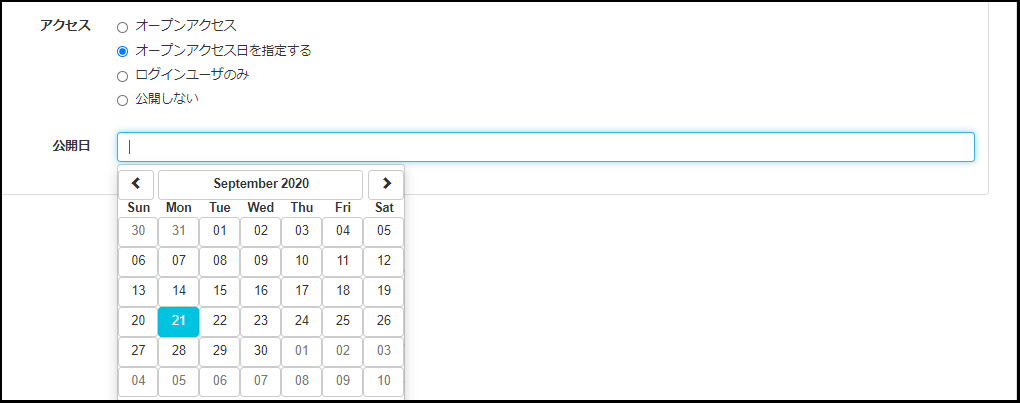 アクセス オープンアクセス
オープンアクセス日を指定する
ログインユーザのみ
公開しない
公開日
September 2020
Sun Mon Tue Wed Thu Fri Sat
30 31 01 02 03 04 05
06 07 08 09 10 11 12
13 14 15 16 17 18 19
20 21 22 23 24 25 26
27 28 29 30 01 02 03
04 05 06 07 08 09 10